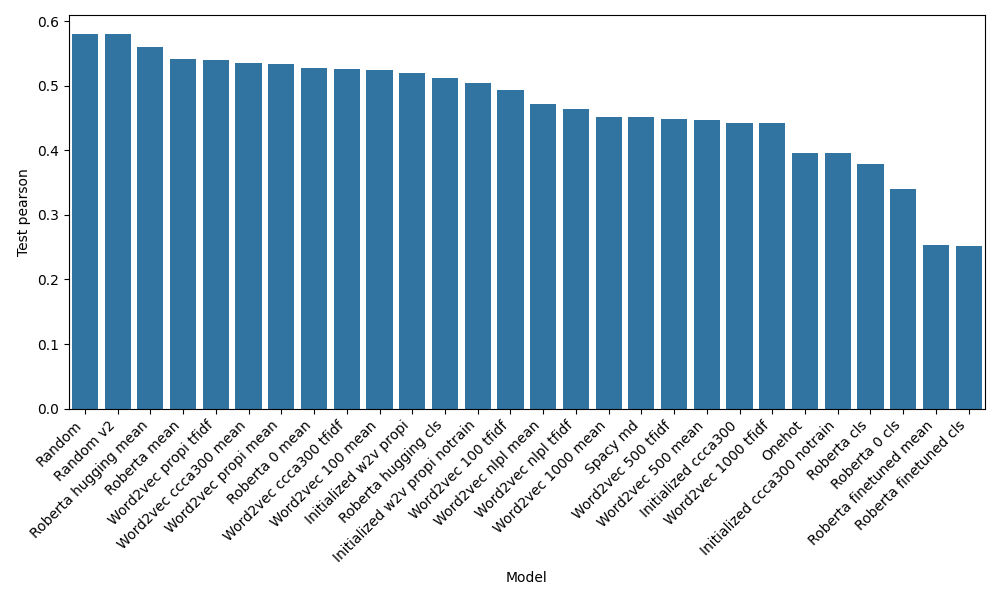 0.6
0.5
0.4
0.3
0.2
0.1
0.0
Test pearson
Random
Random v2
Roberta hugging mean
Roberta mean
Word2vec propi tfidf
Word2vec ccca300 mean
Word2vec propi mean
Roberta 0 mean
Word2vec ccca300 tfidf
Word2vec 100 mean
Initialized w2v propi
Roberta hugging cls
Initialized w2v propi notrain
Word2vec 100 tfidf
Word2vec nlpl mean
Word2vec nlpl tfidf
Word2vec 1000 mean
Spacy md
Word2vec 500 tfidf
Word2vec 500 mean
Initialized ccca300
Word2vec 1000 tfidf
Onehot
Initialized ccca300 notrain
Roberta cls
Roberta 0 cls
Roberta finetuned mean
Roberta finetuned cls
Model